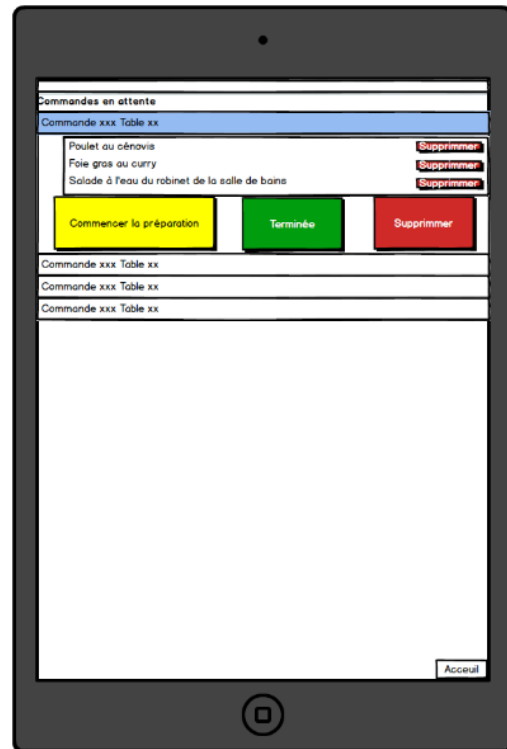 Commandes en attente
Commande xxx Table xx
Poulet au cénovis Supprimmer
Foie gras au curry Supprimmer
Salade à l'eau du robinet de la salle de bains Supprimmer
Commencer la préparation Terminée Supprimmer
Commande xxx Table xx
Commande xxx Table xx
Commande xxx Table xx
Acceuil